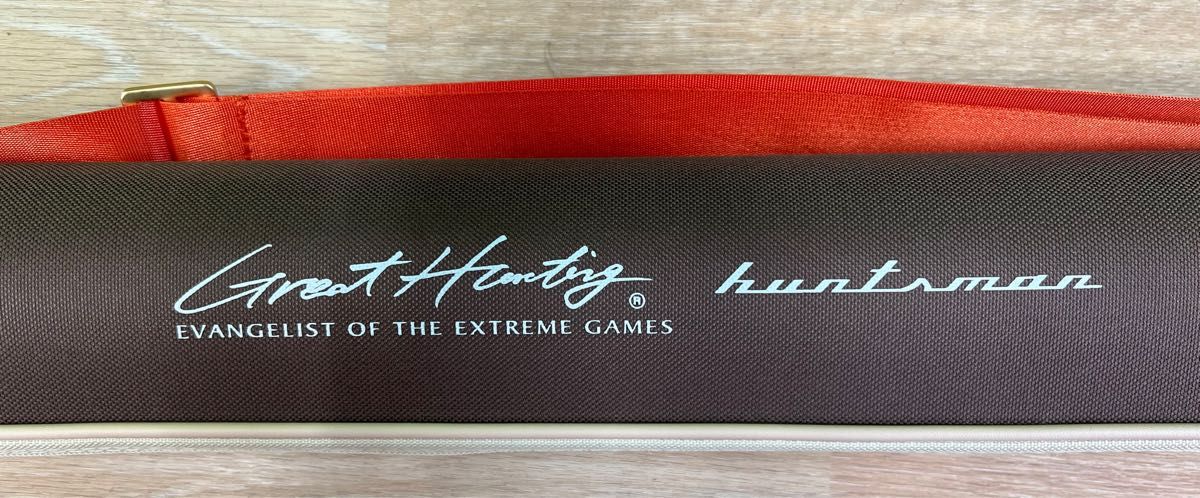 Great Hunting®
EVANGELIST OF THE EXTREME GAMES
huntsman